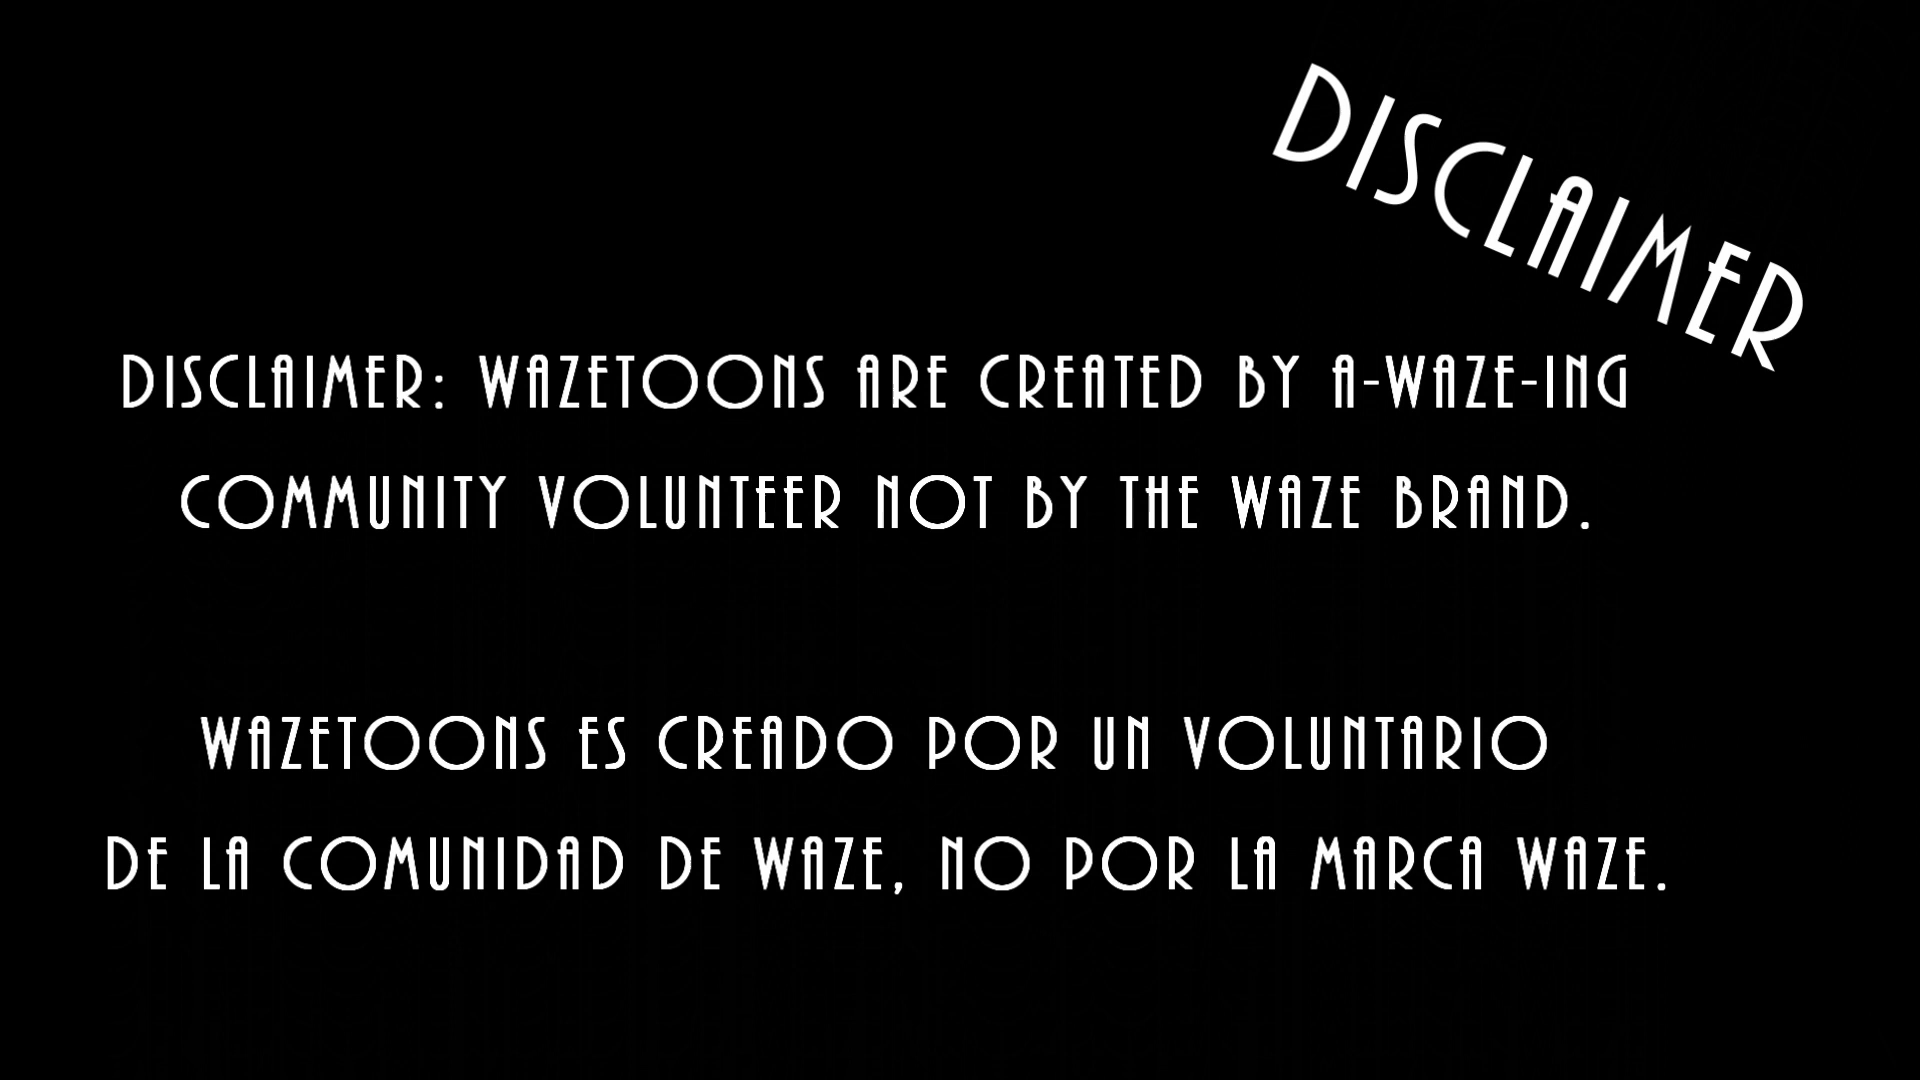 DISCLAIMER
DISCLAIMER: WAZETOONS ARE CREATED BY A-WAZE-ING
COMMUNITY VOLUNTEER NOT BY THE WAZE BRAND.
WAZETOONS ES CREADO POR UN VOLUNTARIO
DE LA COMUNIDAD DE WAZE, NO POR LA MARCA WAZE.